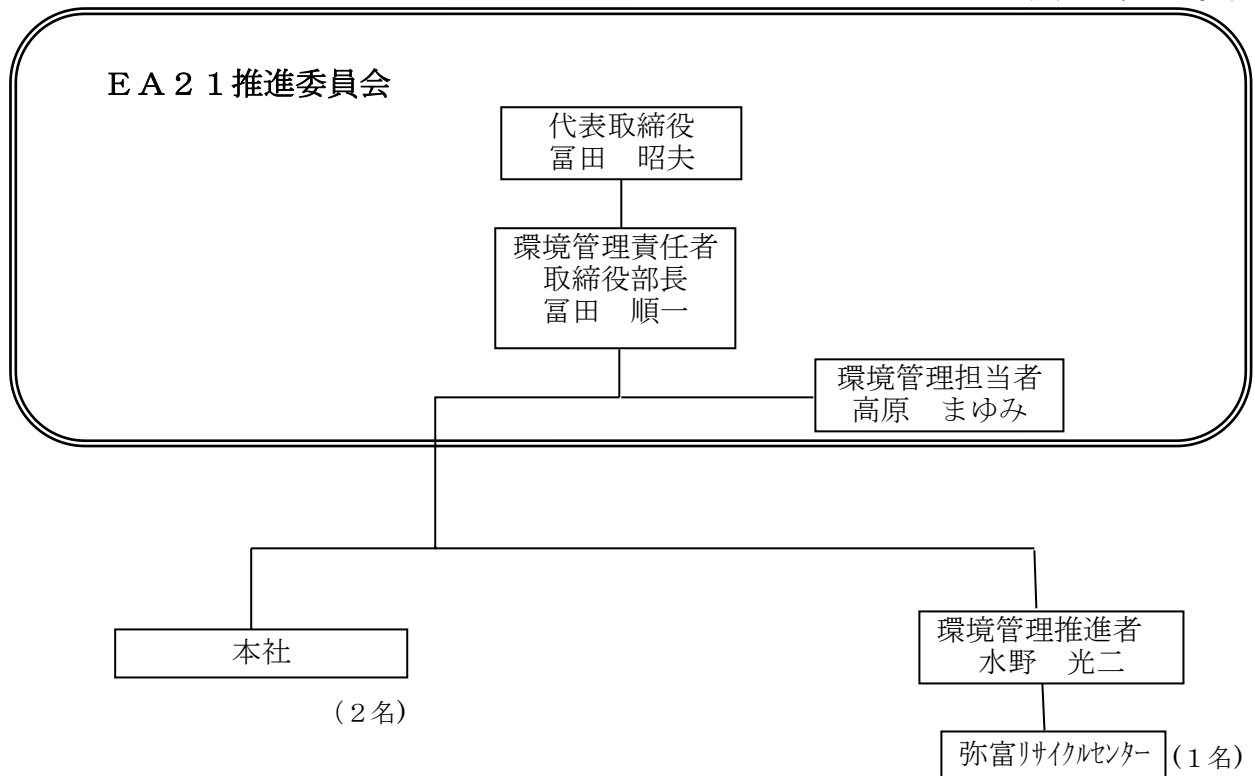 EA21推進委員会
代表取締役
冨田 昭夫
環境管理責任者
取締役部長
冨田 順一
環境管理担当者
高原 まゆみ
本社
(2名)
環境管理推進者
水野 光二
弥富ﾘｻｲｸﾙｾﾝﾀｰ
(1名)